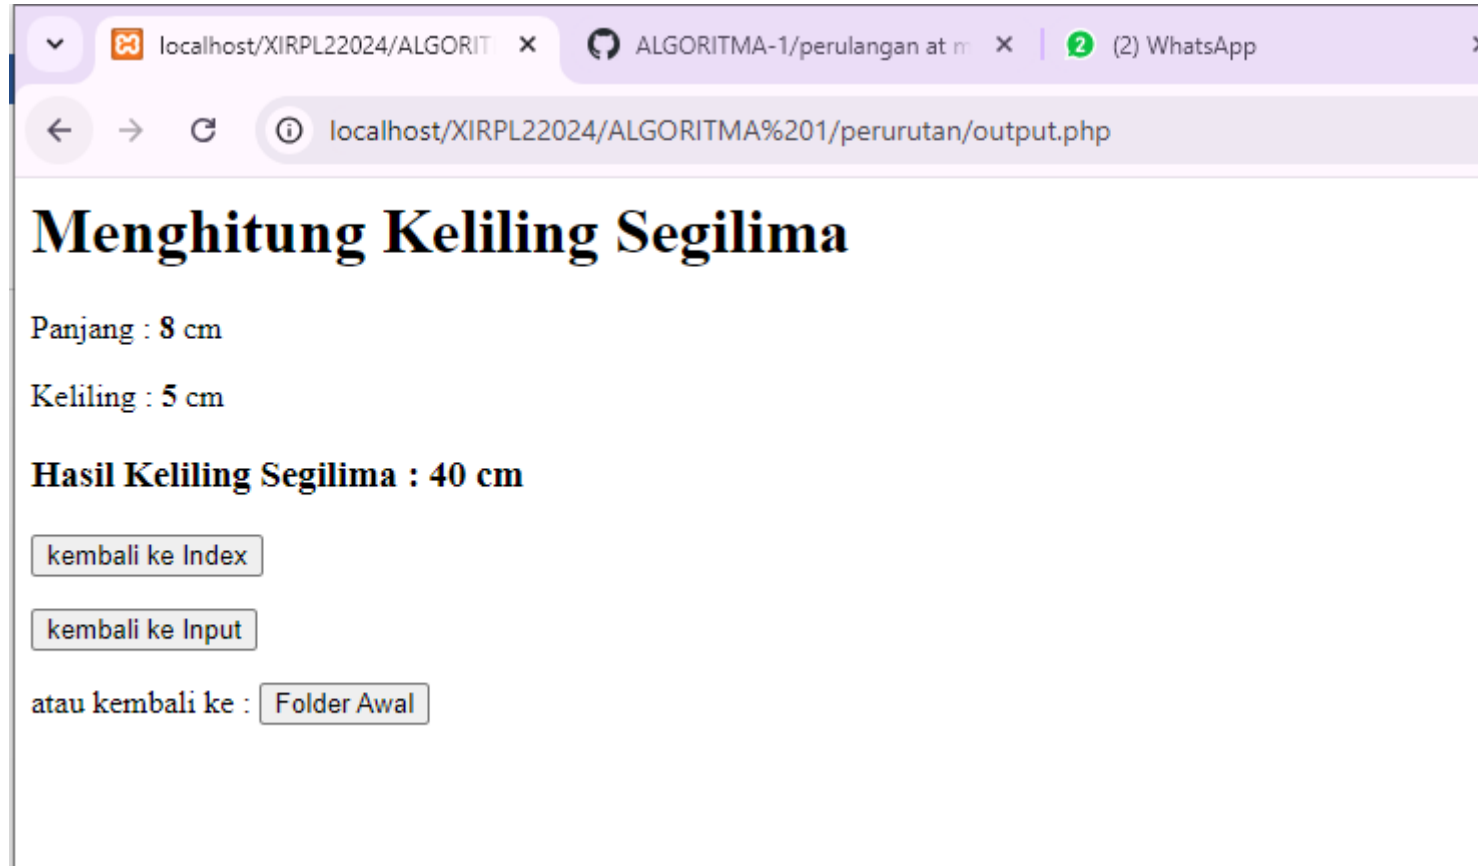 localhost/XIRPL22024/ALGORIT
ALGORITMA-1/perulangan at m
2
(2) WhatsApp
localhost/XIRPL22024/ALGORITMA%201/perurutan/output.php
Menghitung Keliling Segilima
Panjang : 8 cm
Keliling : 5 cm
Hasil Keliling Segilima : 40 cm
kembali ke Index
kembali ke Input
atau kembali ke : Folder Awal